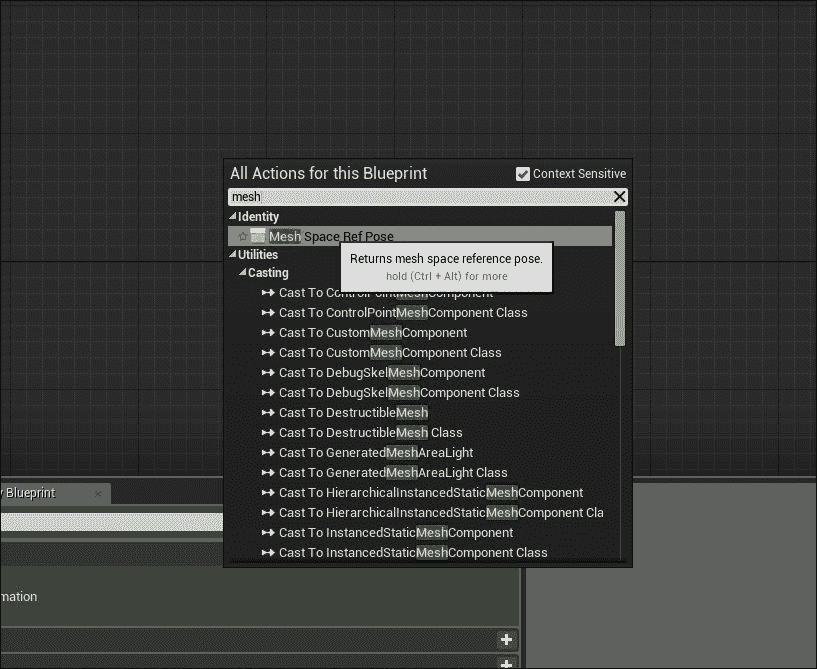 All Actions for this Blueprint
Context Sensitive
mesh
Identity
Mesh Space Ref Pose
Returns mesh space reference pose.
hold (Ctrl + Alt) for more
Utilities
Casting
Cast To ControlPointMeshComponent
Cast To ControlPointMeshComponent Class
Cast To CustomMeshComponent
Cast To CustomMeshComponent Class
Cast To DebugSkelMeshComponent
Cast To DebugSkelMeshComponent Class
Cast To DestructibleMesh
Cast To DestructibleMesh Class
Cast To GeneratedMeshAreaLight
Cast To GeneratedMeshAreaLight Class
Cast To HierarchicalInstancedStaticMeshComponent
Cast To HierarchicalInstancedStaticMeshComponent Cla
Cast To InstancedStaticMeshComponent
Cast To InstancedStaticMeshComponent Class
Blueprint
mation